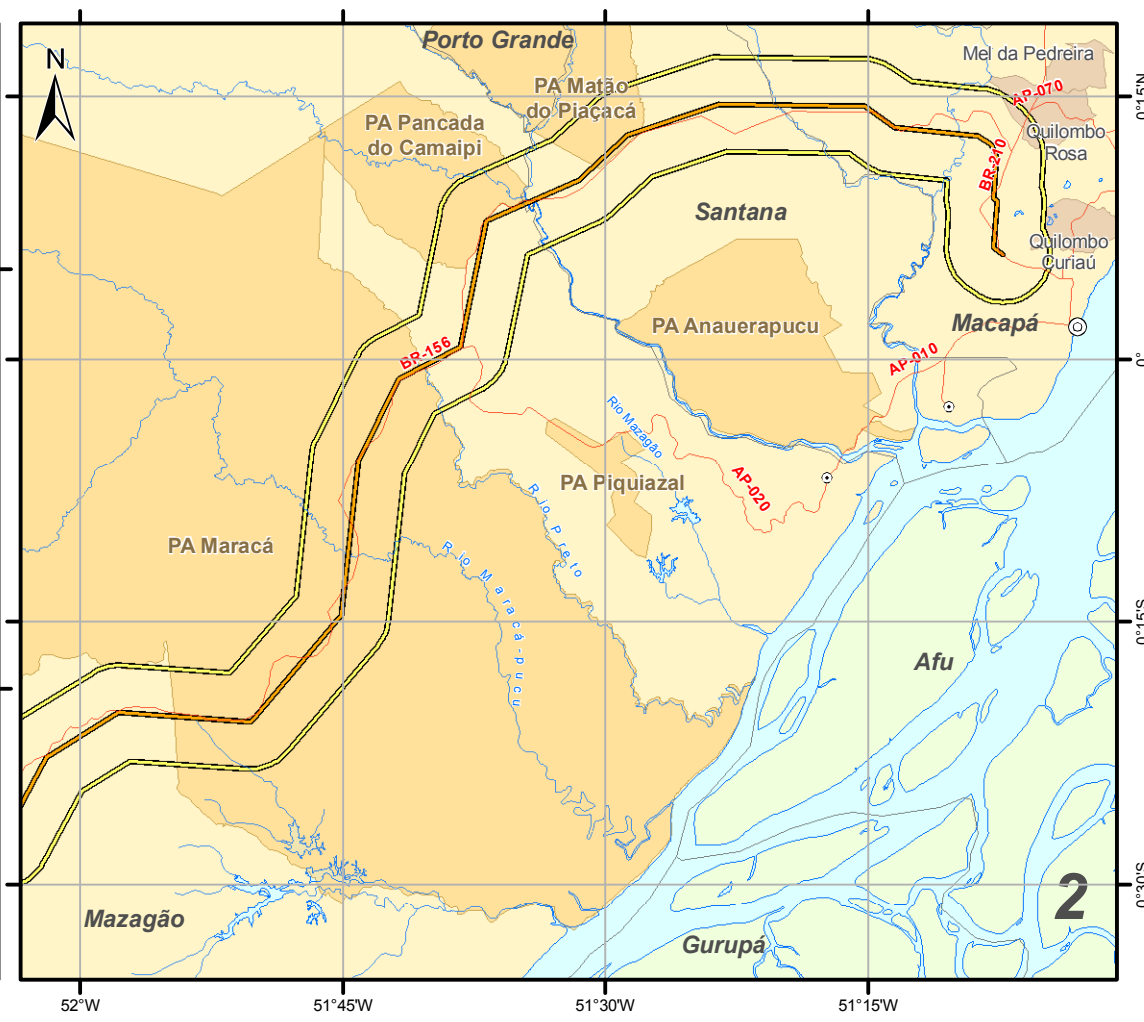 N
Porto Grande
Mel da Pedreira
PA Matão
do Piaçacá
AP-070
0°15'N
PA Pancada
do Camaipi
Quilombo
Rosa
BR-210
Santana
Quilombo
Curiaú
PA Anauerapucu
Macapá
BR-156
AP-010
0°
Rio Mazagão
PA Piquiazal
AP-020
Rio Preto
PA Maracá
Rio Maracá-pucu
0°15'S
Afu
2
0°30'S
Mazagão
Gurupá
52°W
51°45'W
51°30'W
51°15'W